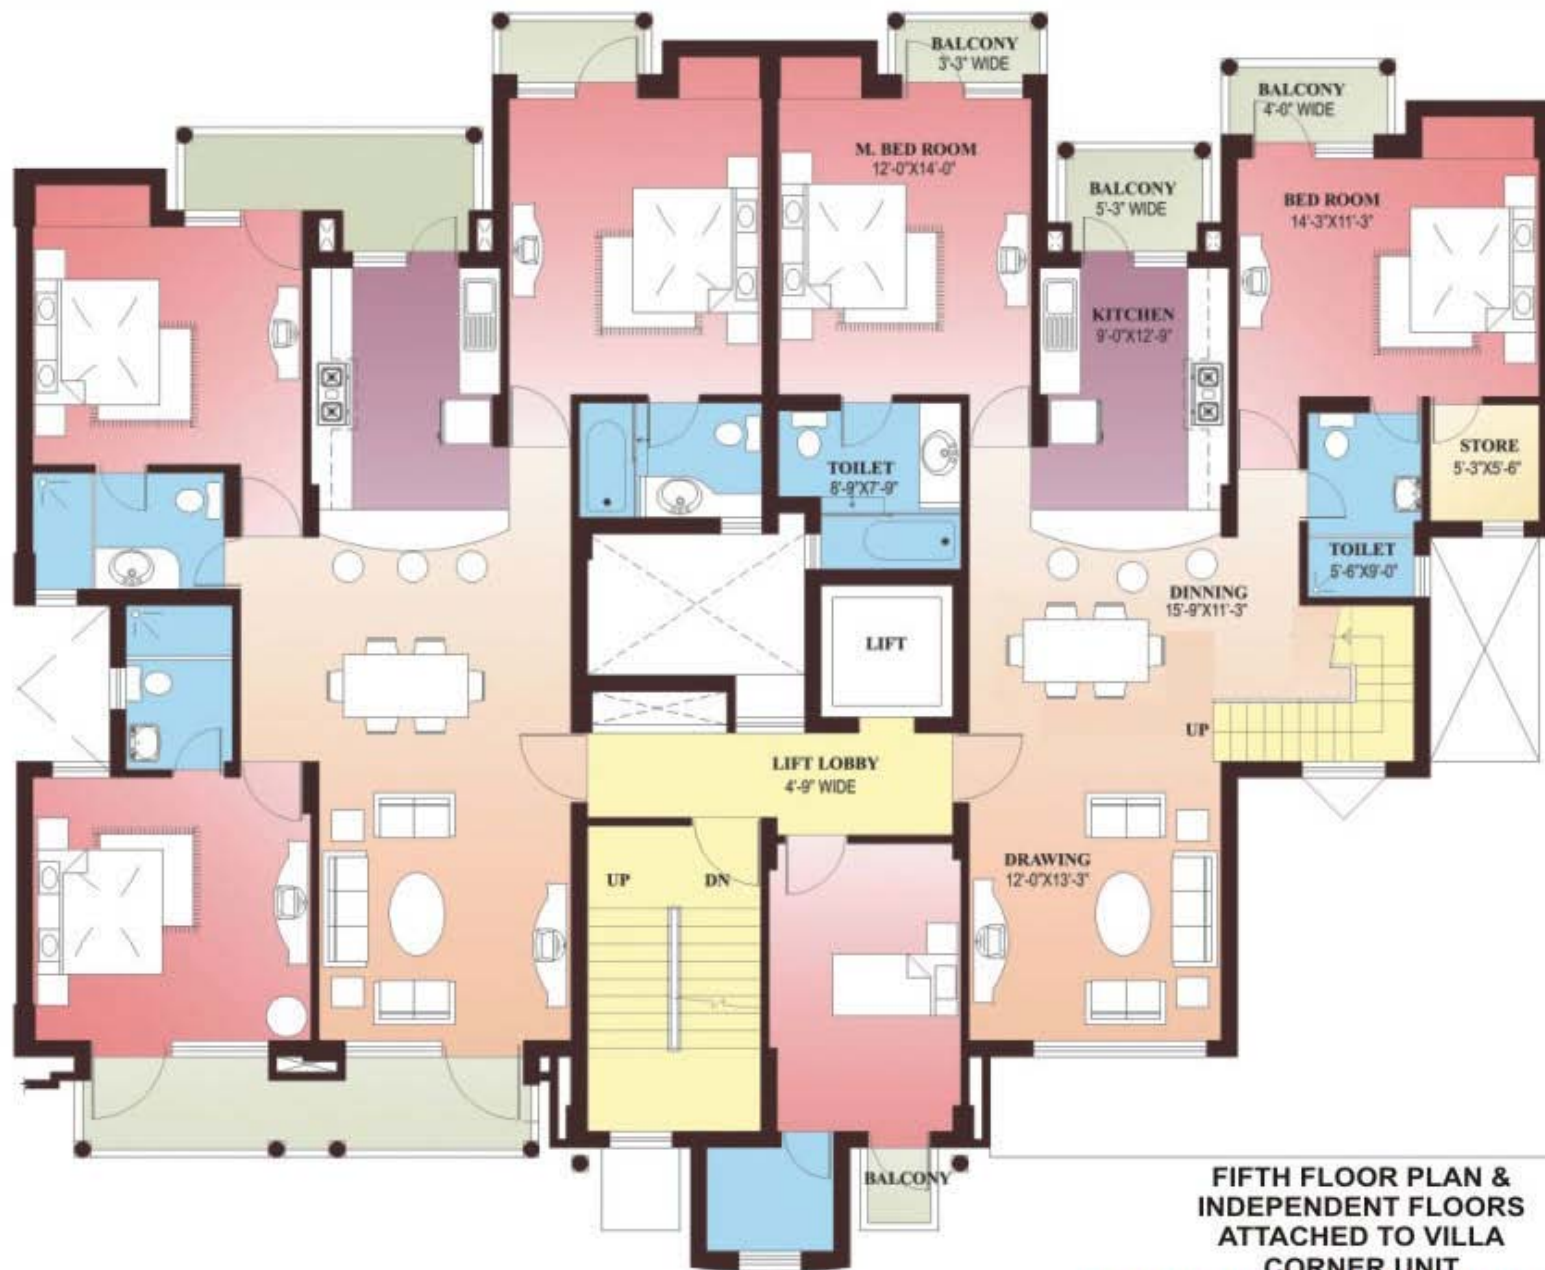 BALCONY
3'-3" WIDE
BALCONY
4'-0" WIDE
M. BED ROOM
12'-0"X14'-0"
BALCONY
5'-3" WIDE
BED ROOM
14'-3"X11'-3"
KITCHEN
9'-0"X12'-9"
STORE
5'-3"X5'-6"
TOILET
8'-9"X7'-9"
TOILET
5'-6"X9'-0"
DINNING
15'-9"X11'-3"
LIFT
UP
LIFT LOBBY
4'-9" WIDE
DRAWING
12'-0"X13'-3"
UP
DN
BALCONY
FIFTH FLOOR PLAN &
INDEPENDENT FLOORS
ATTACHED TO VILLA
CORNER UNIT